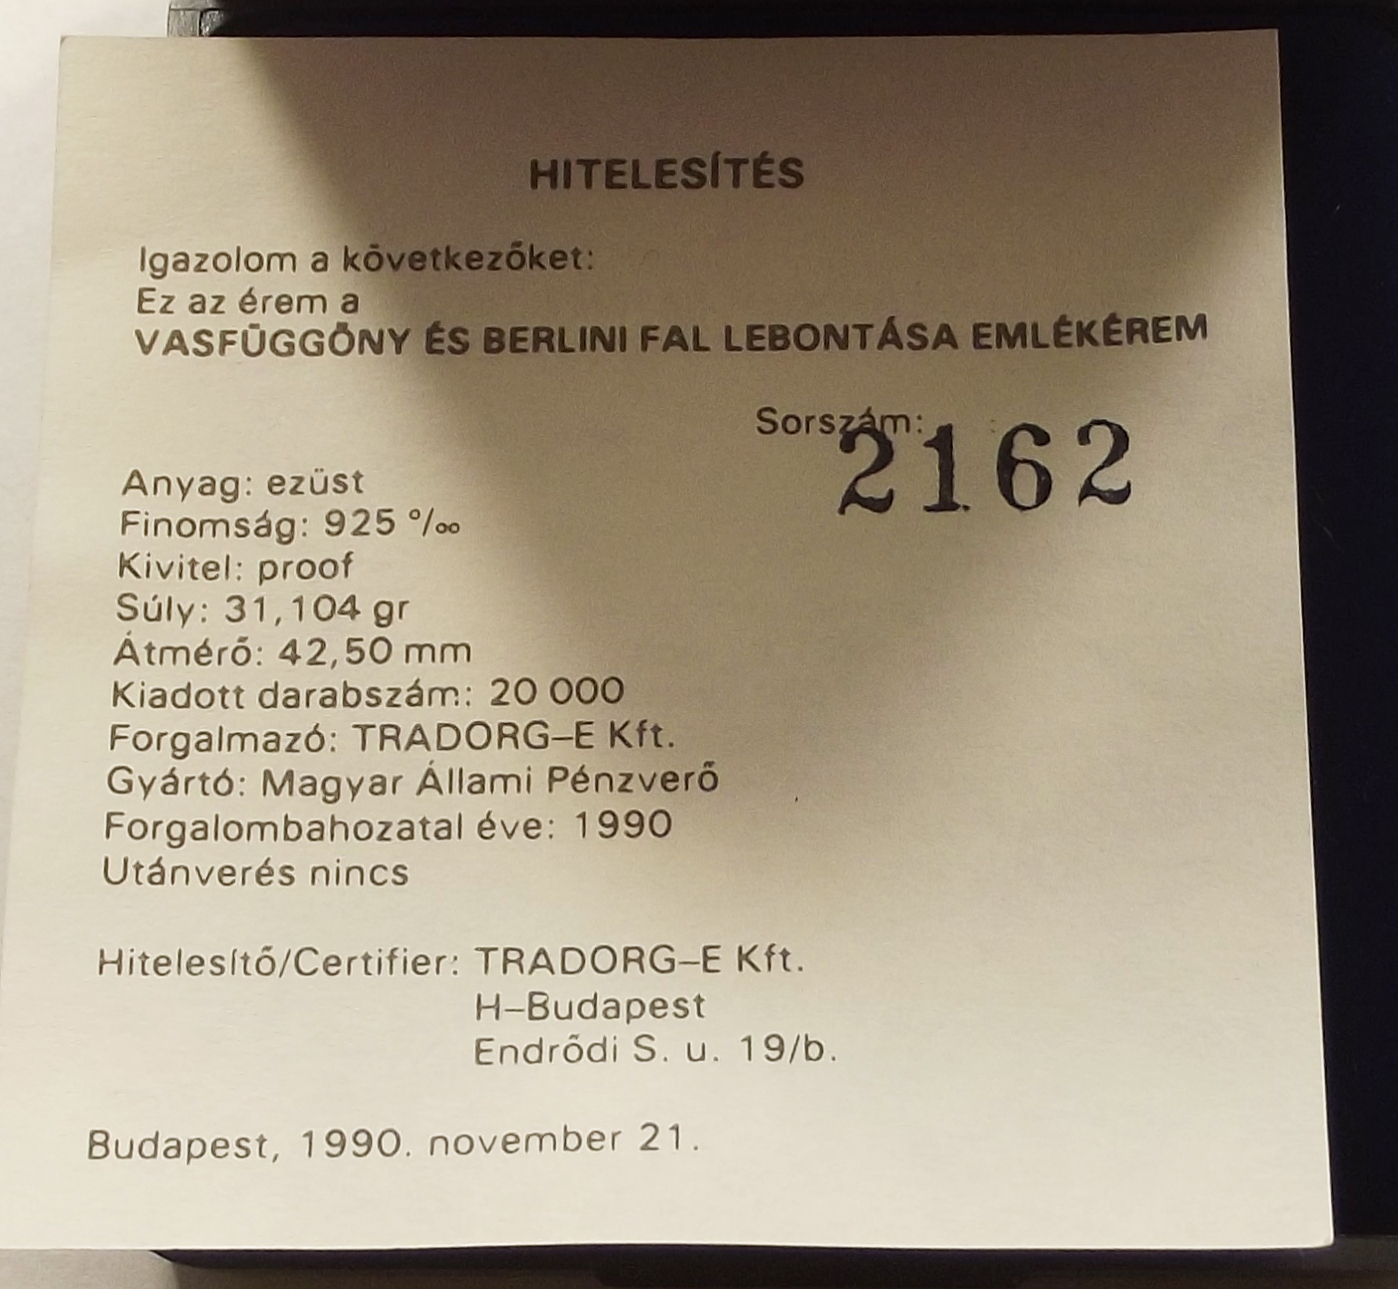 HITELESÍTÉS
Igazolom a következőket:
Ez az érem a
VASFÜGGÖNY ÉS BERLINI FAL LEBONTÁSA EMLÉKÉREM
Sorszám:
2162
Anyag: ezüst
Finomság: 925 ‰
Kivitel: proof
Súly: 31,104 gr
Átmérő: 42,50 mm
Kiadott darabszám: 20 000
Forgalmazó: TRADORG–E Kft.
Gyártó: Magyar Állami Pénzverő
Forgalombahozatal éve: 1990
Utánverés nincs
Hitelesítő/Certifier: TRADORG–E Kft.
H–Budapest
Endrődi S. u. 19/b.
Budapest, 1990. november 21.